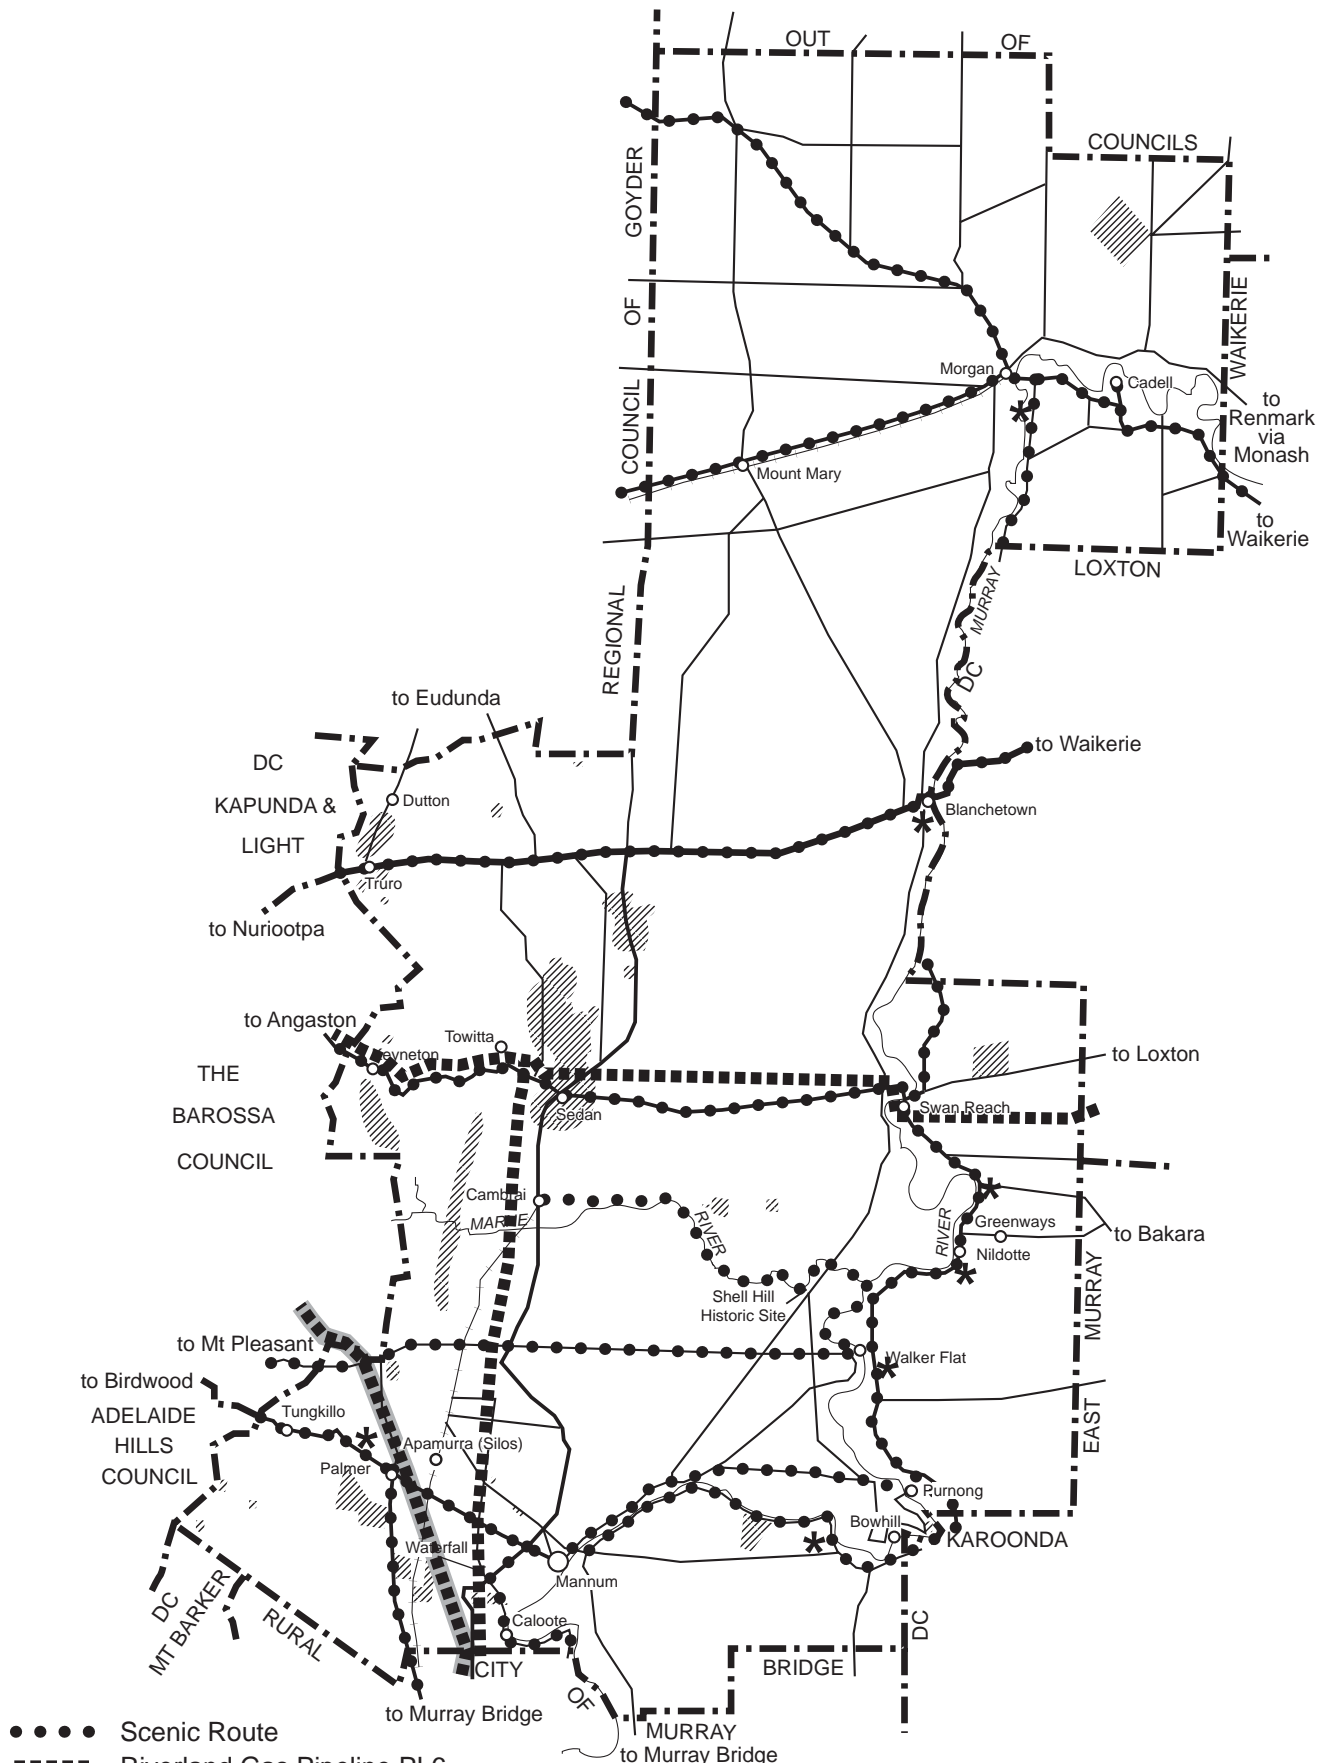 OUT OF
COUNCILS
GOYDER
OF
COUNCIL
REGIONAL
WAIKERIE
Morgan
Cadell
to
Renmark
via
Monash
Mount Mary
to
Waikerie
LOXTON
MURRAY
DC
to Eudunda
to Waikerie
DC
KAPUNDA &
LIGHT
Dutton
Blanchetown
Truro
to Nuriootpa
to Angaston
Towitta
Keyneton
to Loxton
THE
BAROSSA
COUNCIL
Sedan
Swan Reach
Cambrai
MARNE
RIVER
RIVER
Greenways
Nildotte
to Bakara
MURRAY
EAST
Shell Hill
Historic Site
to Mt Pleasant
Walker Flat
to Birdwood
ADELAIDE
HILLS
COUNCIL
Tungkillo
Apamurra (Silos)
Palmer
Purnong
Bowhill
KAROONDA
DC
Waterfall
Mannum
Caloote
DC
MT BARKER
RURAL
CITY
OF
BRIDGE
to Murray Bridge
MURRAY
to Murray Bridge
Scenic Route
Riverland Gas Pipeline PL6